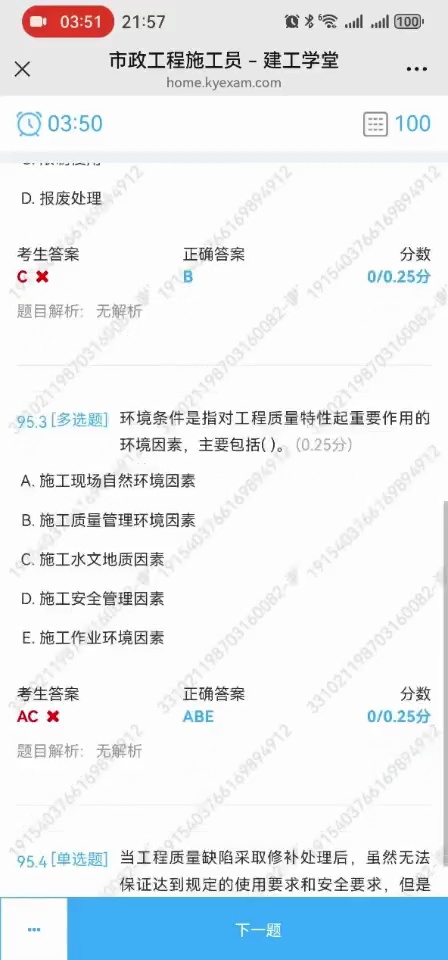 03:51 21:57 100
市政工程施工员 – 建工学堂
home.kyexam.com
03:50 100
D. 报废处理
考生答案 正确答案 分数
C ✖ B 0/0.25分
题目解析: 无解析
95.3 [多选题] 环境条件是指对工程质量特性起重要作用的
环境因素，主要包括( )。(0.25分)
A. 施工现场自然环境因素
B. 施工质量管理环境因素
C. 施工水文地质因素
D. 施工安全管理因素
E. 施工作业环境因素
考生答案 正确答案 分数
AC ✖ ABE 0/0.25分
题目解析: 无解析
95.4 [单选题] 当工程质量缺陷采取修补处理后，虽然无法
保证达到规定的使用要求和安全要求，但是
下一题